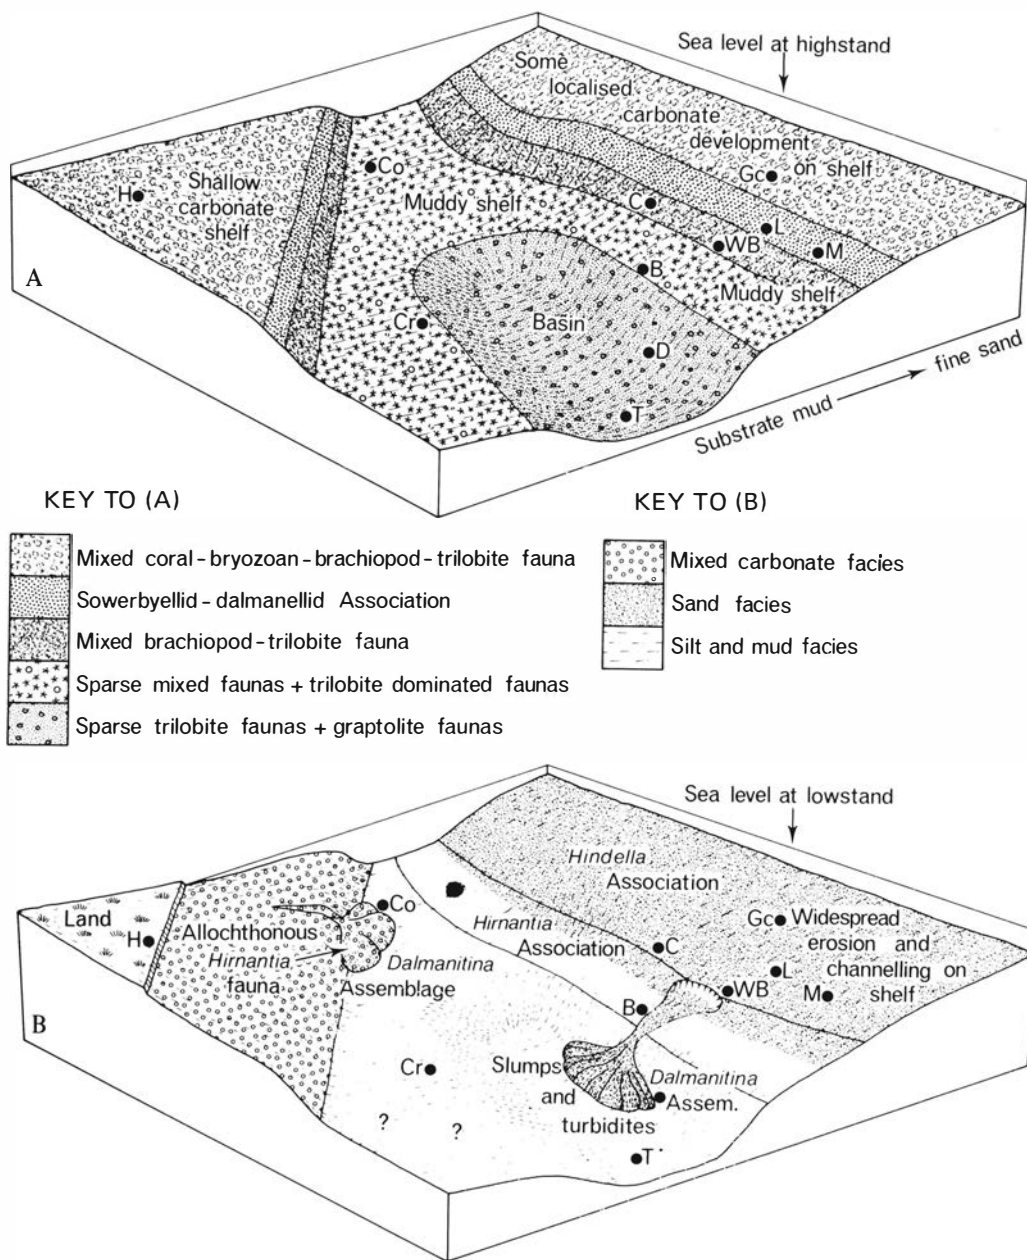 Sea level at highstand
Some
localised
carbonate
development
on shelf
Gc
H
Shallow
carbonate
shelf
Co
Muddy shelf
C
L
WB
M
A
B
Muddy shelf
Cr
Basin
D
T
Substrate mud
fine sand
KEY TO (A)
Mixed coral-bryozoan-brachiopod-trilobite fauna
Sowerbyellid-dalmanellid Association
Mixed brachiopod-trilobite fauna
Sparse mixed faunas + trilobite dominated faunas
Sparse trilobite faunas + graptolite faunas
KEY TO (B)
Mixed carbonate facies
Sand facies
Silt and mud facies
Sea level at lowstand
Hindella
Association
Land
H
Allochthonous
Hirnantia
fauna
Co
Dalmanitina
Assemblage
Hirnantia
Association
C
Gc
Widespread
erosion and
channelling on
shelf
L
WB
M
B
B
Cr
Slumps
and
turbidites
Dalmanitina
Assem.
? ?
T